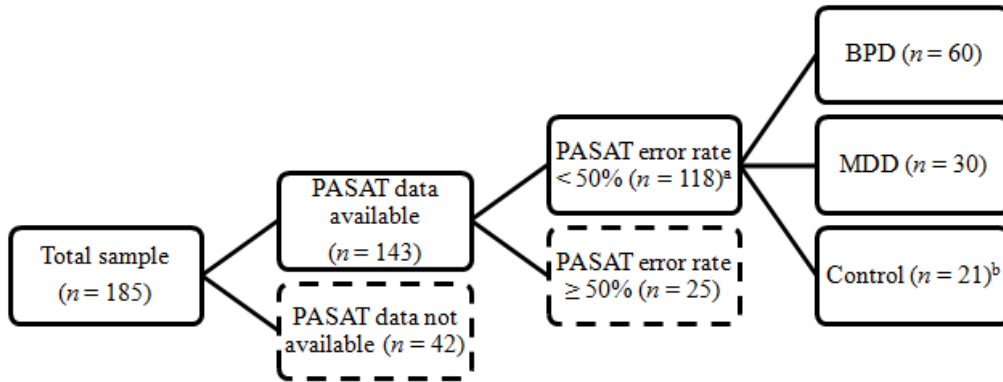 Total sample
(n = 185)
PASAT data
available
(n = 143)
PASAT data not
available (n = 42)
PASAT error rate
< 50% (n = 118)ᵃ
PASAT error rate
≥ 50% (n = 25)
BPD (n = 60)
MDD (n = 30)
Control (n = 21)ᵇ